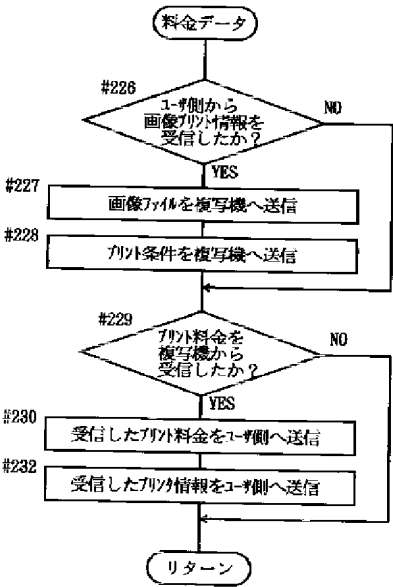 料金データ
#226
ユーザ側から
画像プリント情報を
受信したか?
NO
YES
#227
画像ファイルを複写機へ送信
#228
プリント条件を複写機へ送信
#229
プリント料金を
複写機から
受信したか?
NO
YES
#230
受信したプリント料金をユーザ側へ送信
#232
受信したプリンタ情報をユーザ側へ送信
リターン